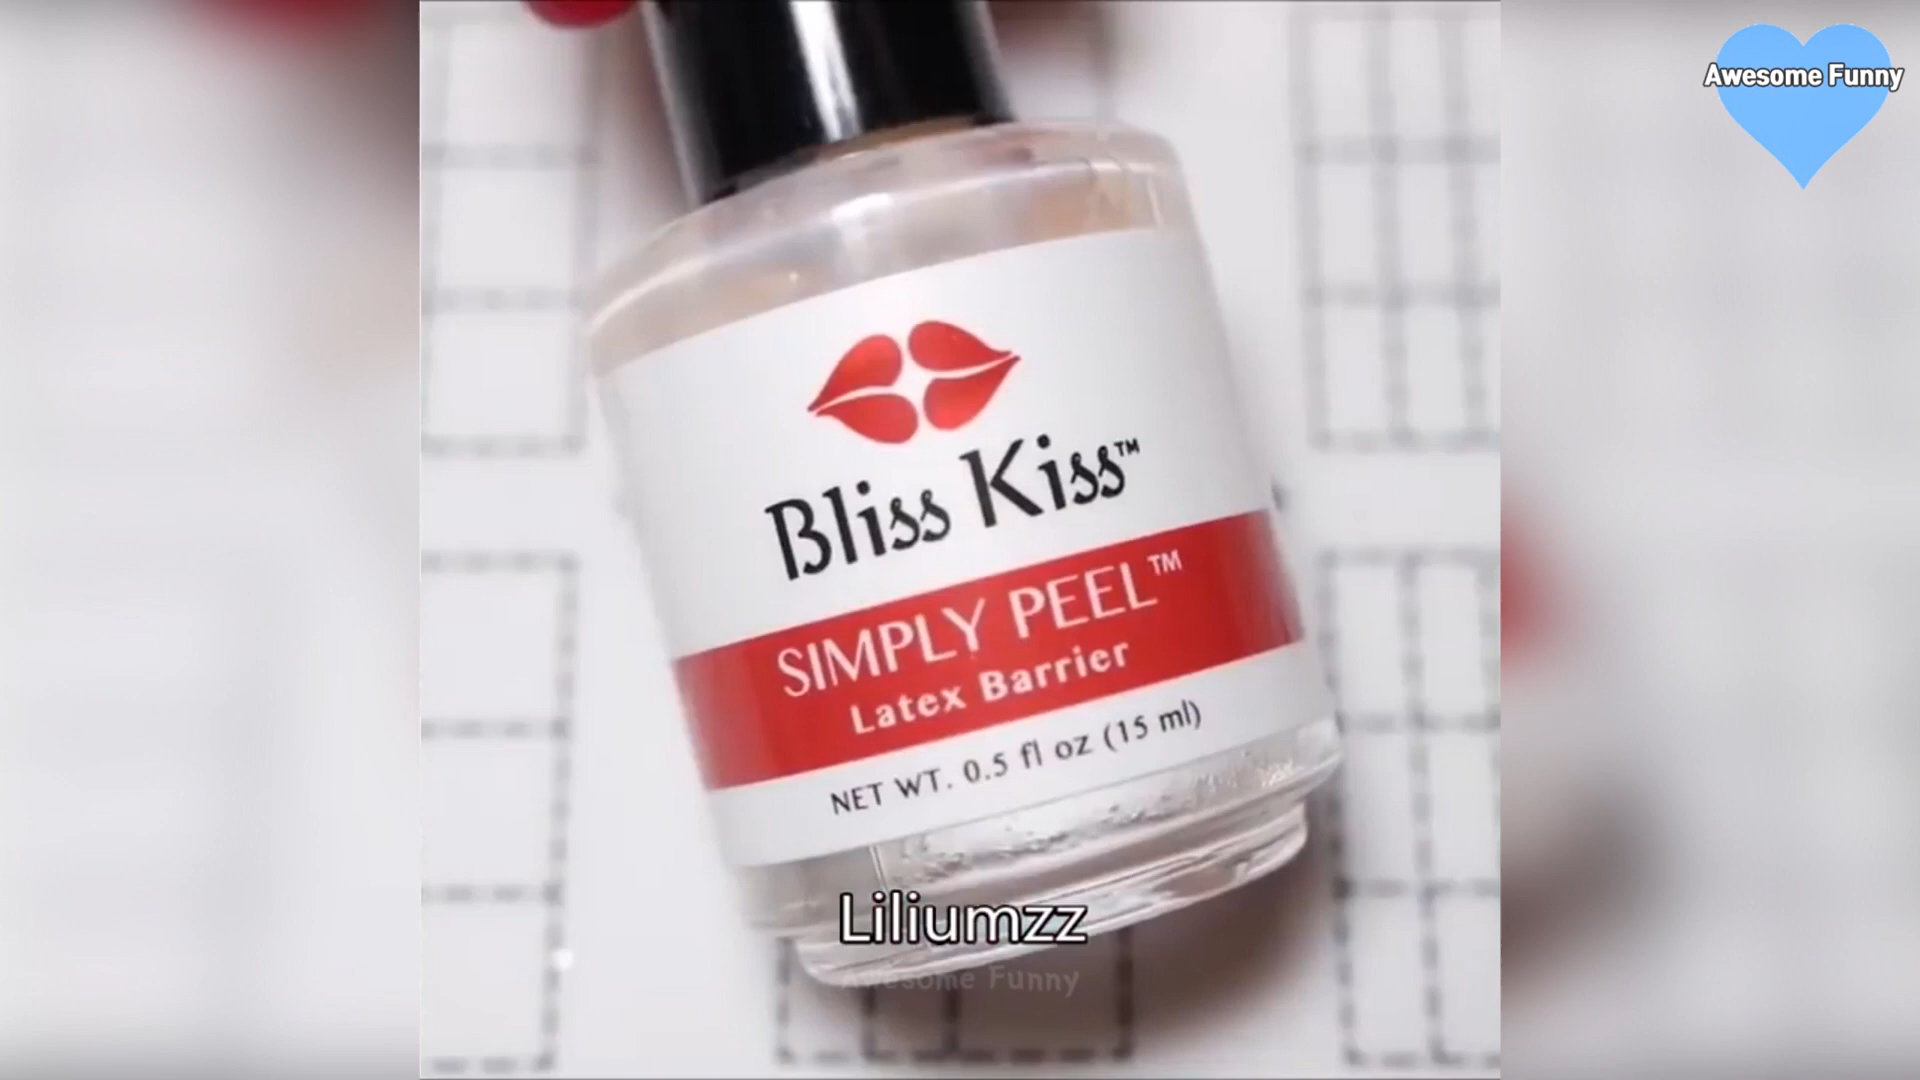 Awesome Funny
Bliss Kiss™
SIMPLY PEEL™
Latex Barrier
NET WT. 0.5 fl oz (15 ml)
Liliumzz
Awesome Funny